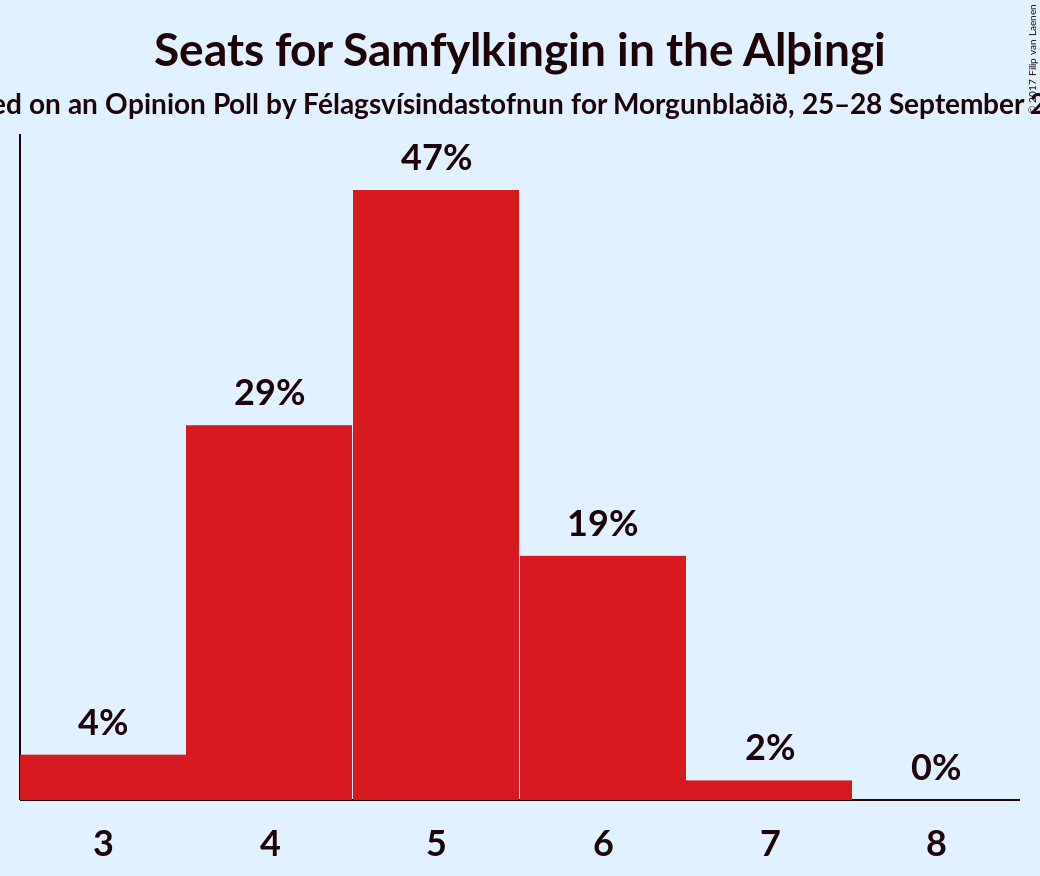 Seats for Samfylkingin in the Alþingi
ed on an Opinion Poll by Félagsvísindastofnun for Morgunblaðið, 25–28 September
© 2017 Filip van Laenen
47%
29%
19%
4%
2%
0%
3 4 5 6 7 8